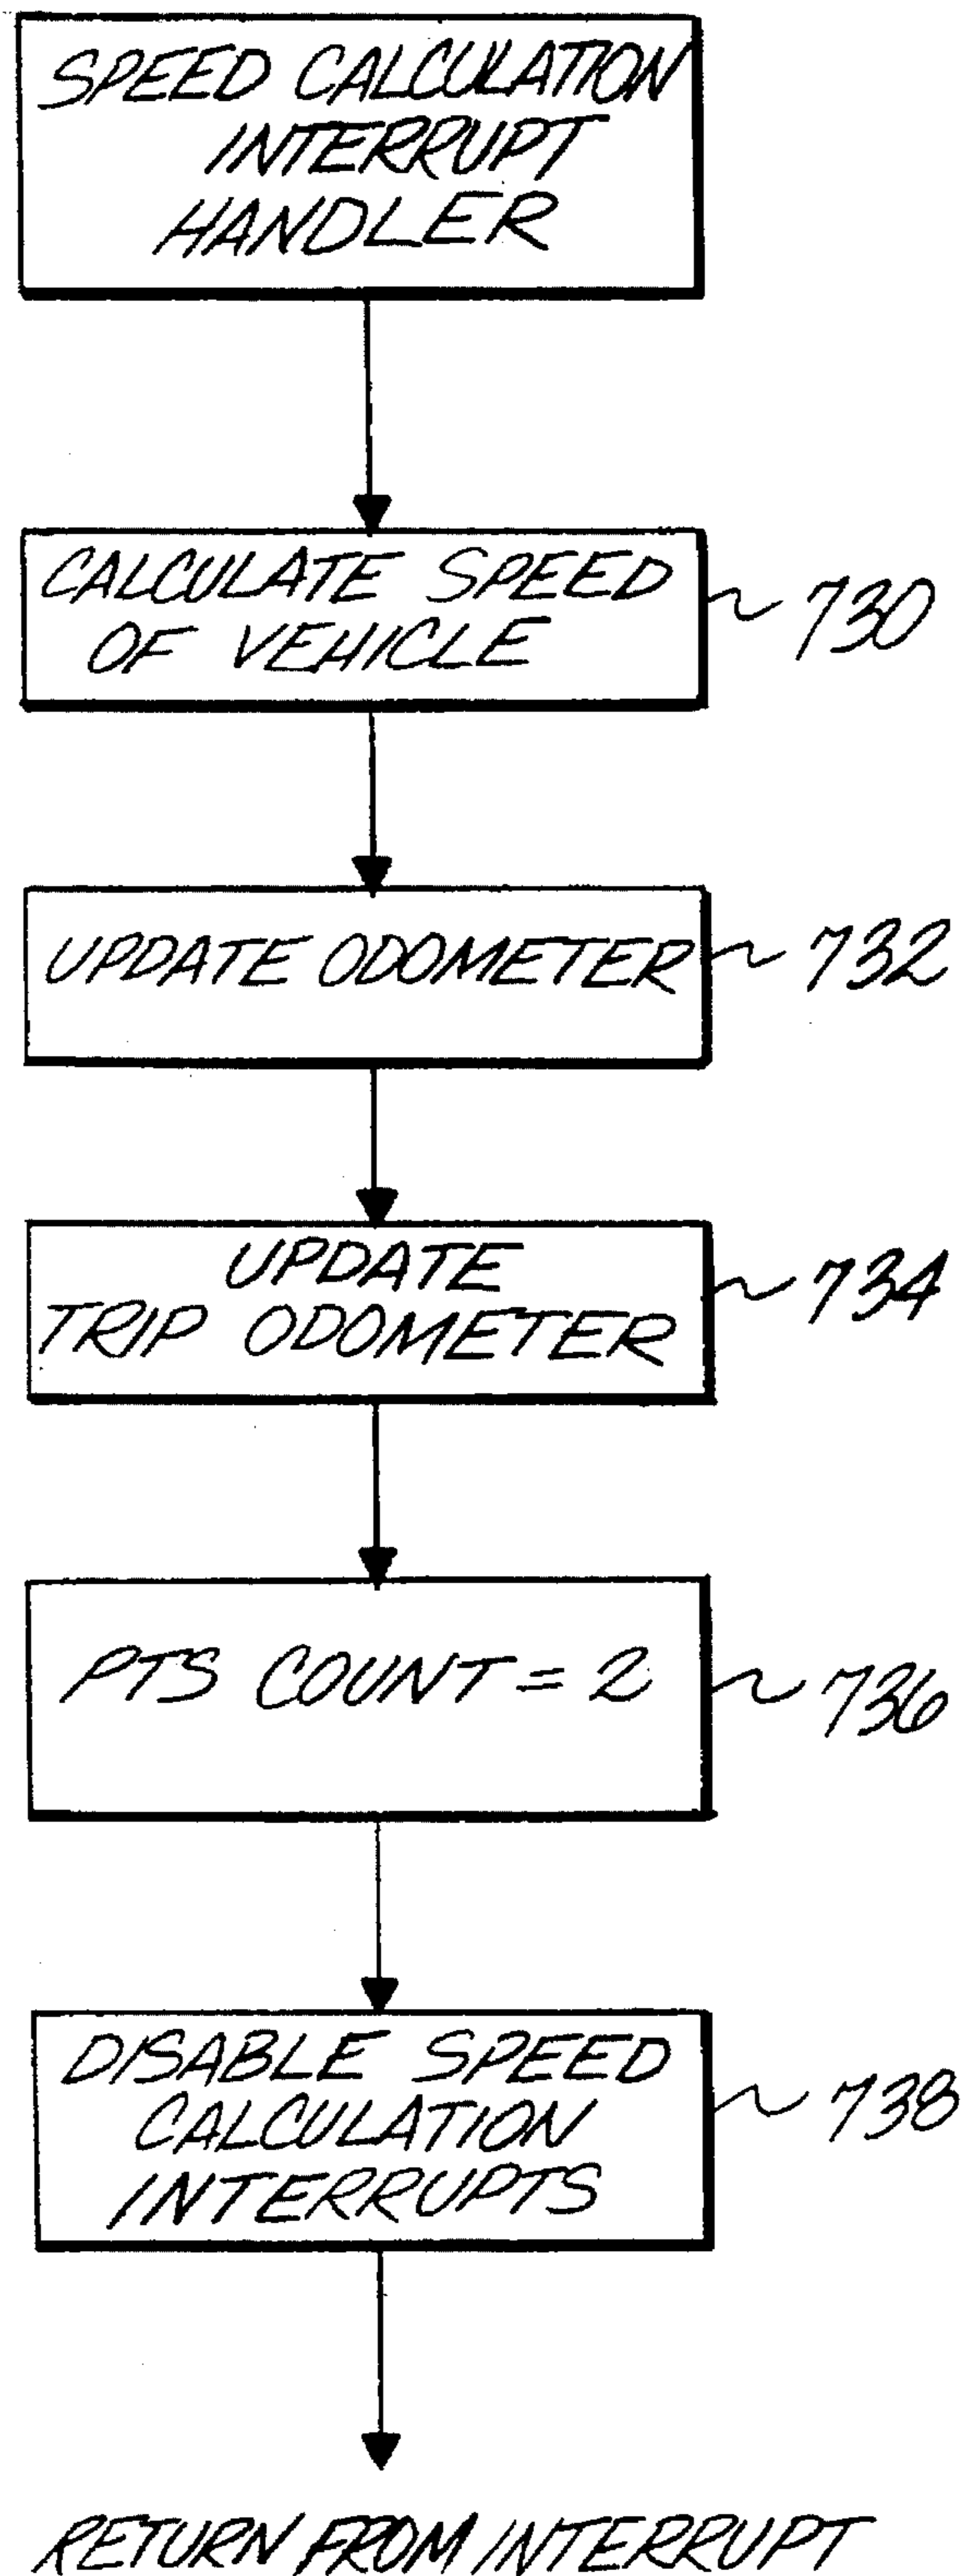 SPEED CALCULATION
INTERRUPT
HANDLER
CALCULATE SPEED
OF VEHICLE
730
UPDATE ODOMETER
732
UPDATE
TRIP ODOMETER
734
PTS COUNT = 2
736
DISABLE SPEED
CALCULATION
INTERRUPTS
738
RETURN FROM INTERRUPT